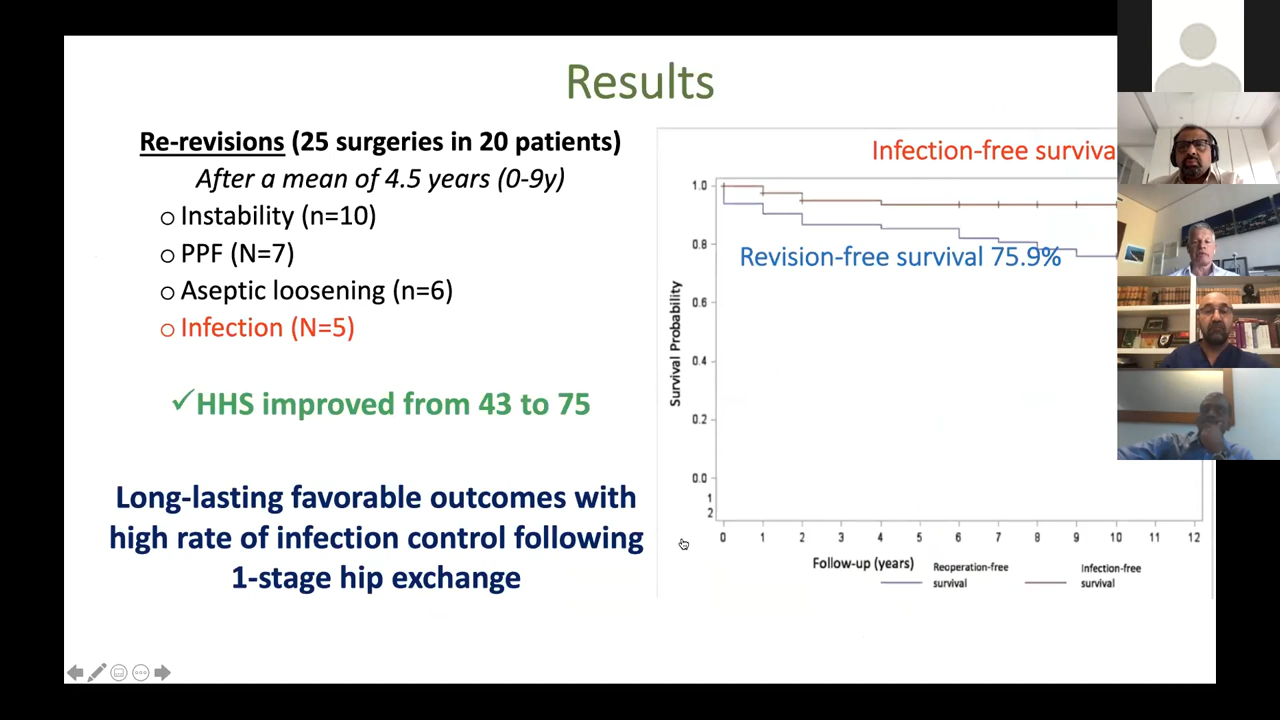 Results
Re-revisions (25 surgeries in 20 patients)
After a mean of 4.5 years (0-9y)
o Instability (n=10)
o PPF (N=7)
o Aseptic loosening (n=6)
o Infection (N=5)
✓HHS improved from 43 to 75
Long-lasting favorable outcomes with
high rate of infection control following
1-stage hip exchange
Infection-free surviva
Revision-free survival 75.9%
Survival Probability
1.0
0.8
0.6
0.4
0.2
0.0
1
2
0 1 2 3 4 5 6 7 8 9 10 11 12
Follow-up (years)
Reoperation-free
survival
Infection-free
survival